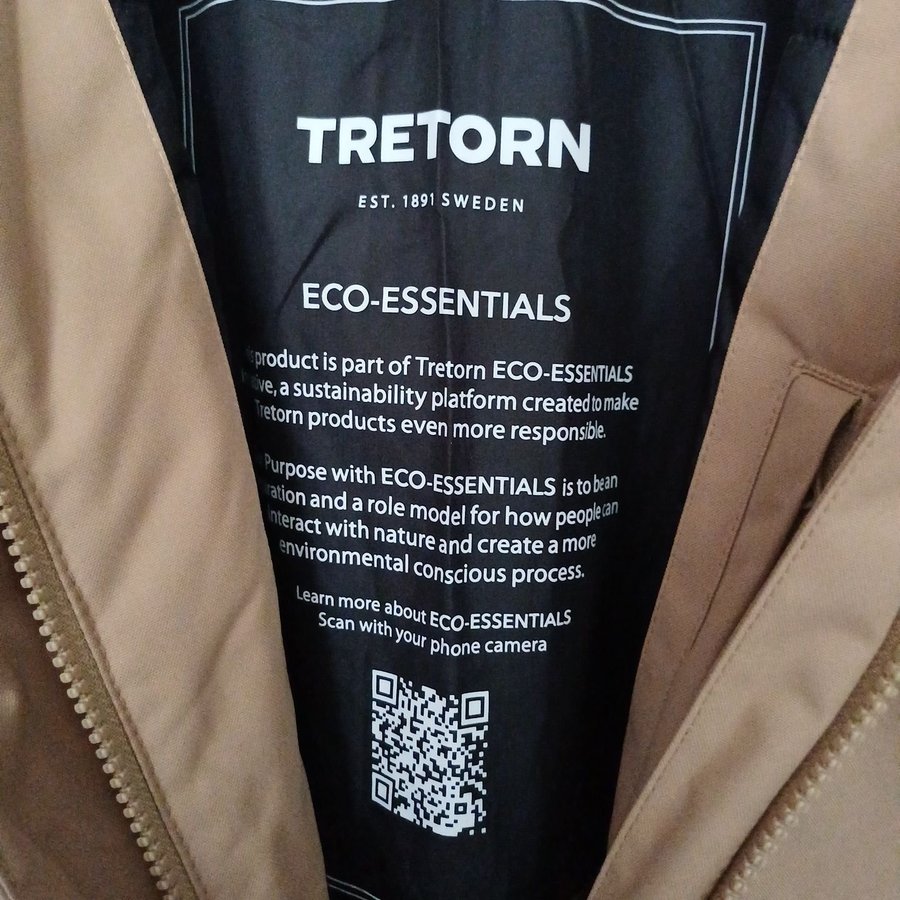 TRETORN
EST. 1891 SWEDEN
ECO-ESSENTIALS
product is part of Tretorn ECO-ESSENTIALS
a sustainability platform created to make
Tretorn products even more responsible.
Purpose with ECO-ESSENTIALS is to be an
and a role model for how people can
interact with nature and create a more
environmental conscious process.
Learn more about ECO-ESSENTIALS
Scan with your phone camera